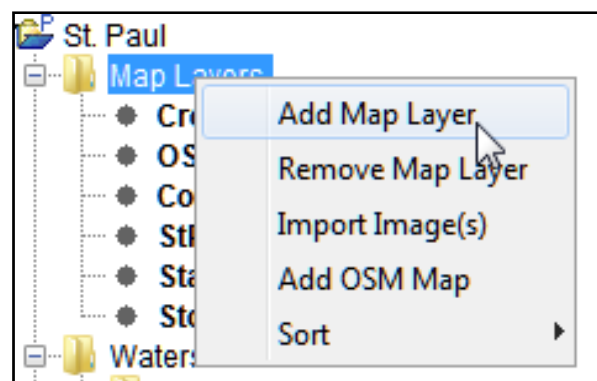 St. Paul
Map Layers
Add Map Layer
Remove Map Layer
Import Image(s)
Add OSM Map
Sort